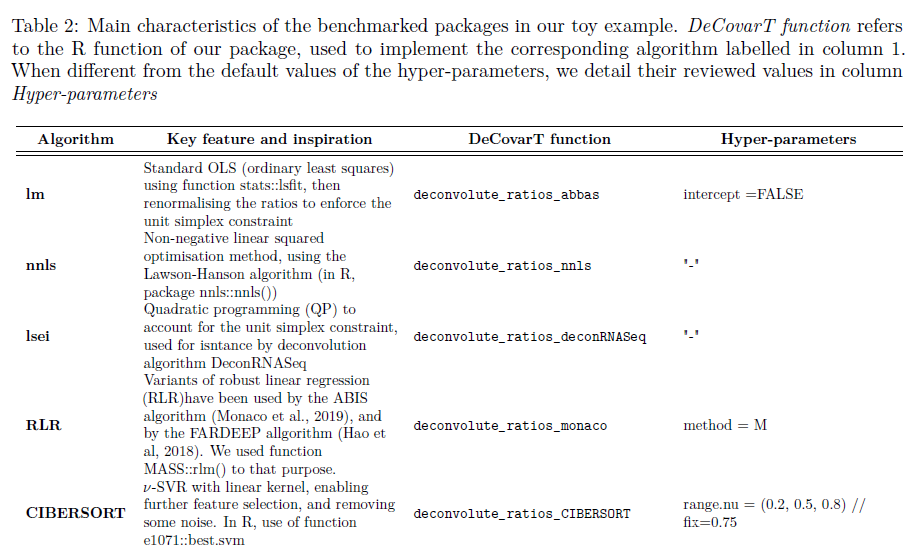 Table 2: Main characteristics of the benchmarked packages in our toy example. DeCovarT function refers
to the R function of our package, used to implement the corresponding algorithm labelled in column 1.
When different from the default values of the hyper-parameters, we detail their reviewed values in column
Hyper-parameters
Algorithm Key feature and inspiration DeCovarT function Hyper-parameters
Standard OLS (ordinary least squares)
using function stats::lsfit, then
lm deconvolute_ratios_abbas intercept =FALSE
renormalising the ratios to enforce the
unit simplex constraint
Non-negative linear squared
optimisation method, using the
nnls deconvolute_ratios_nnls "-"
Lawson-Hanson algorithm (in R,
package nnls::nnls())
Quadratic programming (QP) to
account for the unit simplex constraint,
lsei deconvolute_ratios_deconRNASeq "-"
used for isntance by deconvolution
algorithm DeconRNASeq
Variants of robust linear regression
(RLR)have been used by the ABIS
algorithm (Monaco et al., 2019), and
RLR deconvolute_ratios_monaco method = M
by the FARDEEP allgorithm (Hao et
al, 2018). We used function
MASS::rlm() to that purpose.
ν-SVR with linear kernel, enabling
further feature selection, and removing
CIBERSORT deconvolute_ratios_CIBERSORT range.nu = (0.2, 0.5, 0.8) //
some noise. In R, use of function fix=0.75
e1071::best.svm